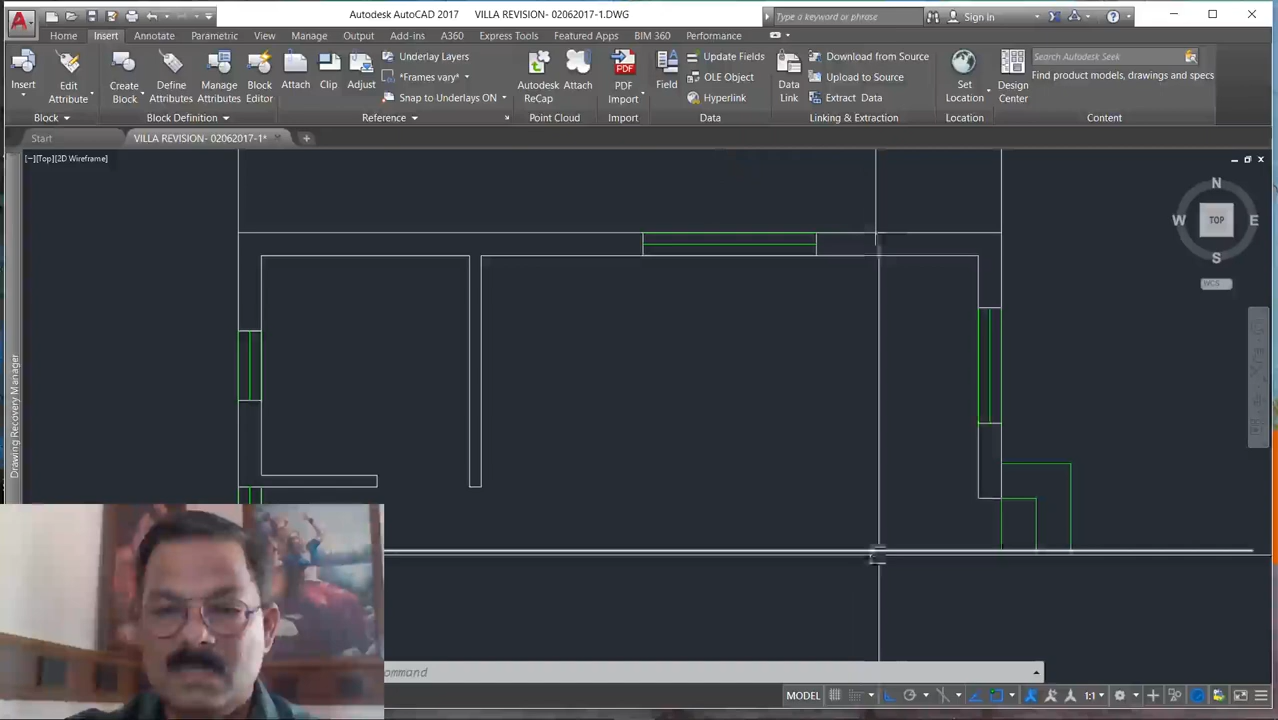 Autodesk AutoCAD 2017 VILLA REVISION- 02062017-1.DWG
Type a keyword or phrase
Sign In
Home Insert Annotate Parametric View Manage Output Add-ins A360 Express Tools Featured Apps BIM 360 Performance
Insert
Edit
Attribute
Block
Create
Block
Define
Attributes
Manage
Attributes
Block
Editor
Block Definition
Attach
Clip
Adjust
Underlay Layers
*Frames vary*
Snap to Underlays ON
Reference
Autodesk
ReCap
Attach
Point Cloud
PDF
PDF
Import
Import
Field
Update Fields
OLE Object
Hyperlink
Data
Data
Link
Download from Source
Upload to Source
Extract Data
Linking & Extraction
Set
Location
Design
Center
Search Autodesk Seek
Find product models, drawings and specs
Content
Start
VILLA REVISION- 02062017-1*
[−][Top][2D Wireframe]
N
W TOP E
S
WCS
Drawing Recovery Manager
ommand
MODEL
1:1